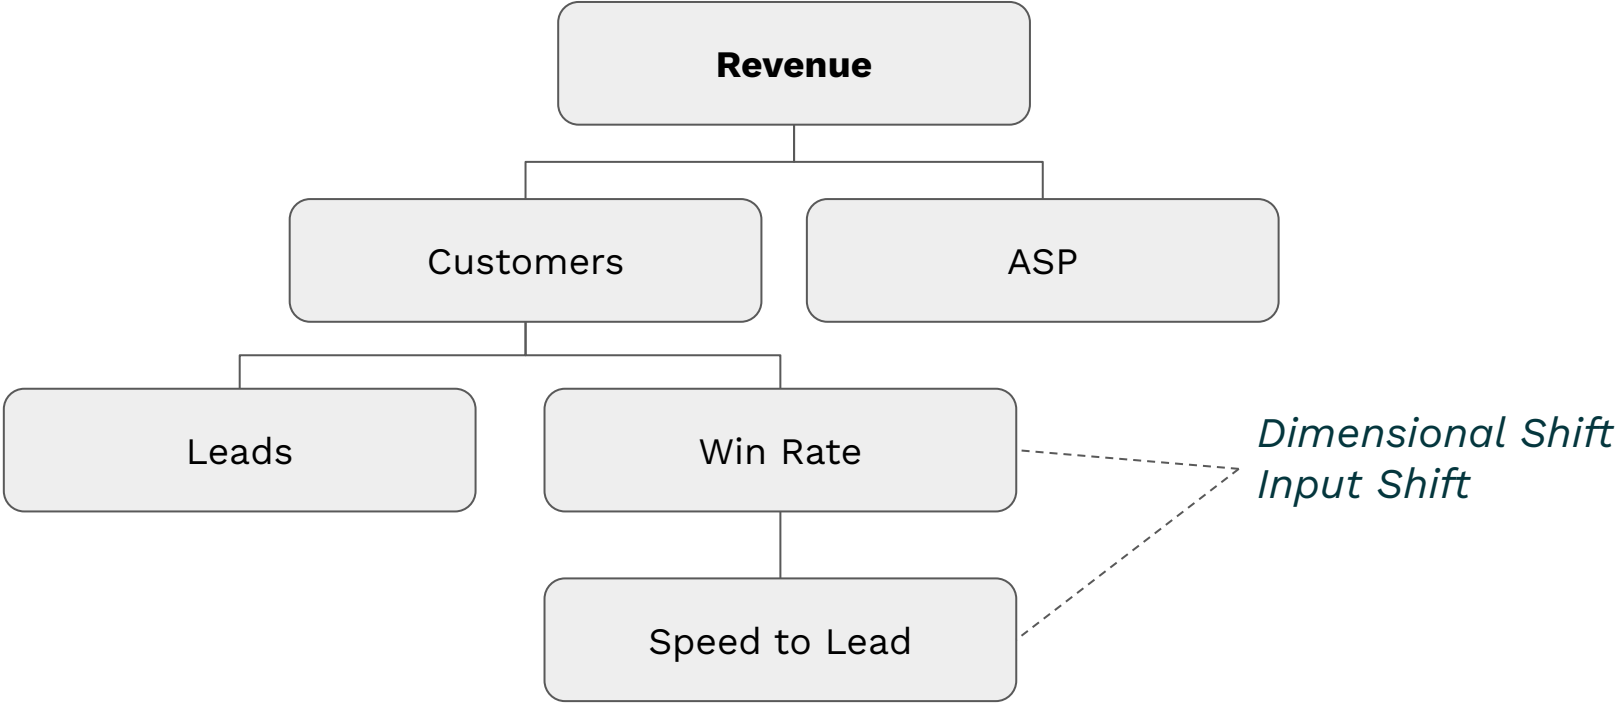 Revenue
Customers
ASP
Leads
Win Rate
Dimensional Shift
Input Shift
Speed to Lead